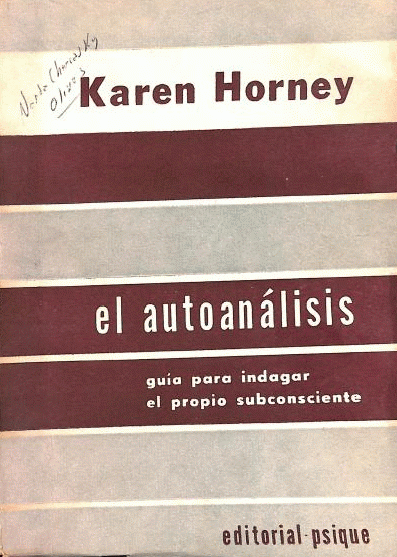 Karen Horney
el autoanálisis
guía para indagar
el propio subconsciente
editorial-psique